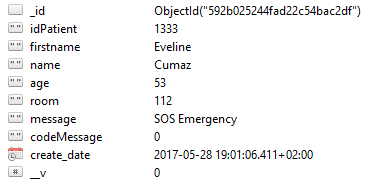 _id ObjectId("592b025244fad22c54bac2df")
"" idPatient 1333
"" firstname Eveline
"" name Cumaz
"" age 53
"" room 112
"" message SOS Emergency
"" codeMessage 0
create_date 2017-05-28 19:01:06.411+02:00
# __v 0